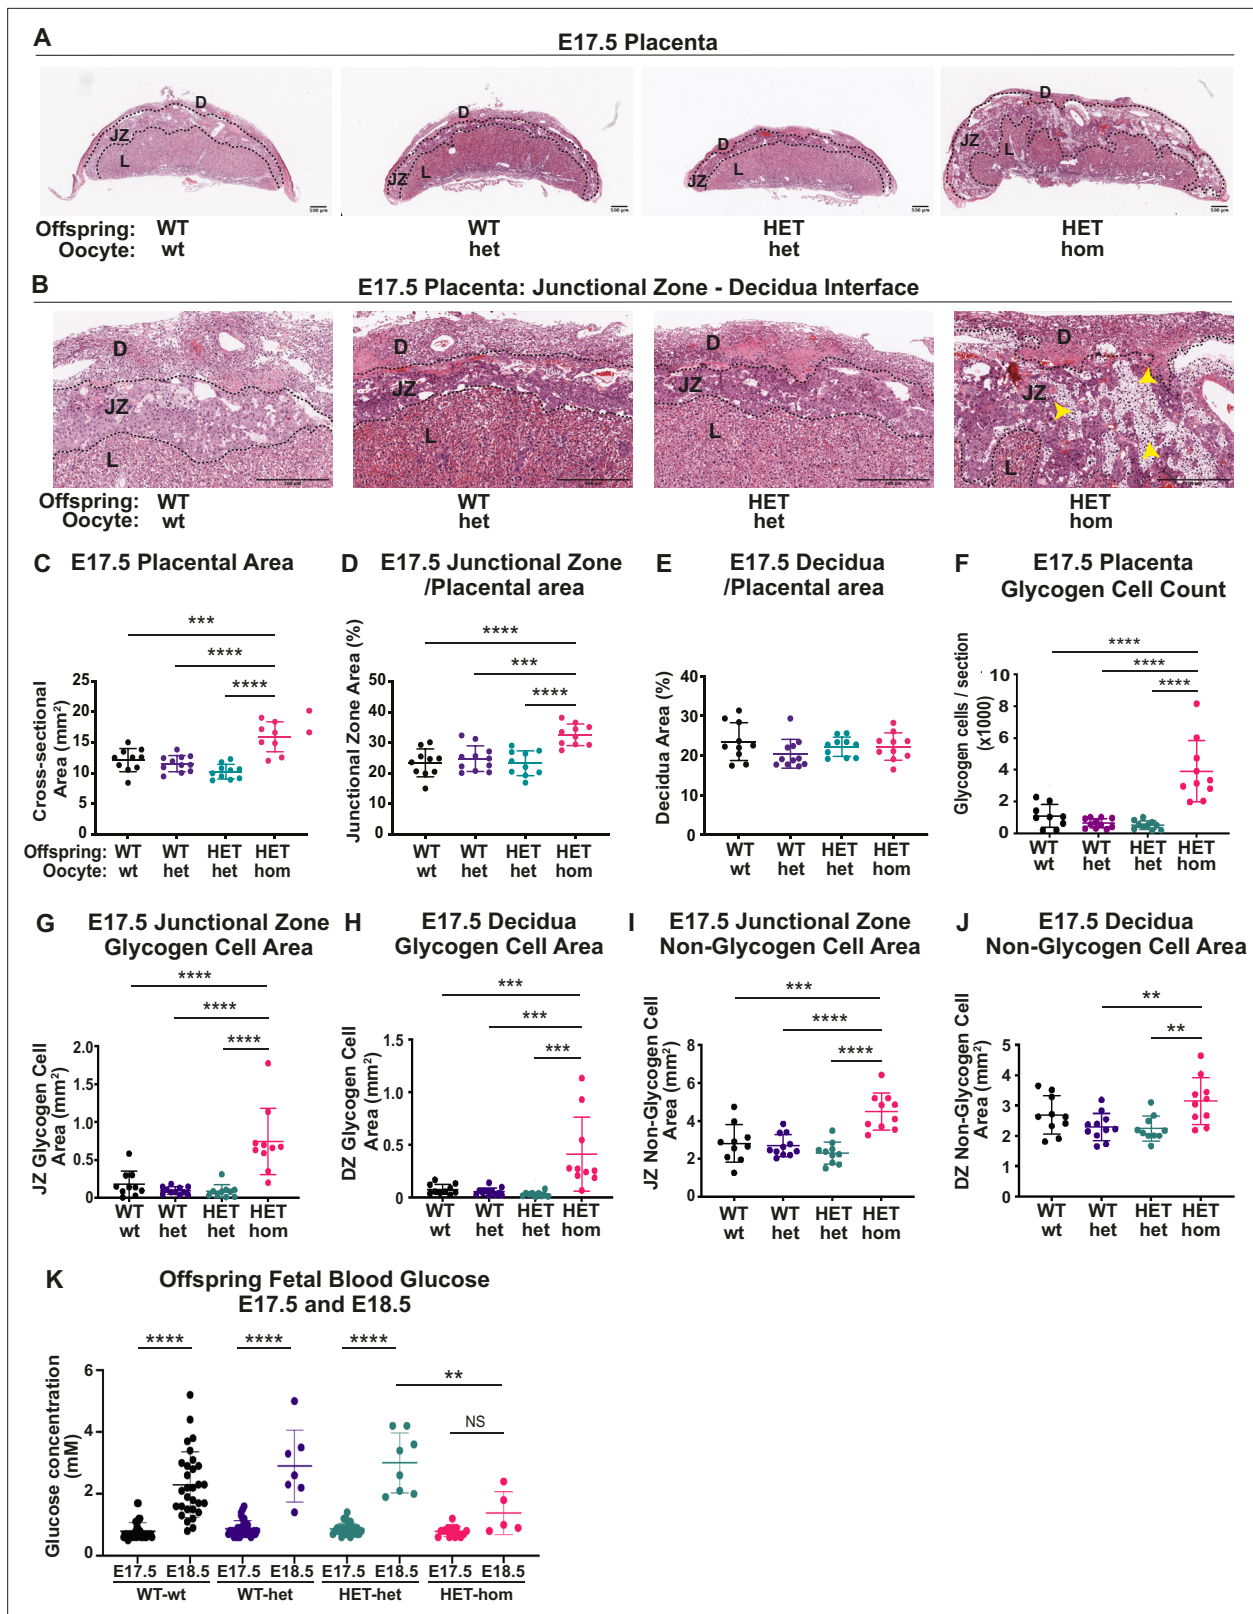 A
E17.5 Placenta
D
JZ
L
500 µm
D
JZ
L
500 µm
D
JZ
L
500 µm
D
JZ
L
500 µm
Offspring: WT WT HET HET
Oocyte: wt het het hom
B
E17.5 Placenta: Junctional Zone - Decidua Interface
D
JZ
L
500 µm
D
JZ
L
D
JZ
L
D
JZ
L
Offspring: WT WT HET HET
Oocyte: wt het het hom
C E17.5 Placental Area
***
****
****
Cross-sectional
Area (mm²)
25
20
15
10
5
0
Offspring: WT WT HET HET
Oocyte: wt het het hom
D E17.5 Junctional Zone
/Placental area
****
***
****
Junctional Zone Area (%)
50
40
30
20
10
0
WT WT HET HET
wt het het hom
E E17.5 Decidua
/Placental area
Decidua Area (%)
40
30
20
10
0
WT WT HET HET
wt het het hom
F E17.5 Placenta
Glycogen Cell Count
****
****
****
Glycogen cells / section
(x1000)
10
8
6
4
2
0
WT WT HET HET
wt het het hom
G E17.5 Junctional Zone
Glycogen Cell Area
****
****
****
JZ Glycogen Cell
Area (mm²)
2.0
1.5
1.0
0.5
0
WT WT HET HET
wt het het hom
H E17.5 Decidua
Glycogen Cell Area
***
***
***
DZ Glycogen Cell
Area (mm²)
1.5
1.0
0.5
0
WT WT HET HET
wt het het hom
I E17.5 Junctional Zone
Non-Glycogen Cell Area
***
****
****
JZ Non-Glycogen Cell
Area (mm²)
8
6
4
2
0
WT WT HET HET
wt het het hom
J E17.5 Decidua
Non-Glycogen Cell Area
**
**
DZ Non-Glycogen Cell
Area (mm²)
5
4
3
2
1
0
WT WT HET HET
wt het het hom
K Offspring Fetal Blood Glucose
E17.5 and E18.5
**** **** ****
**
NS
Glucose concentration
(mM)
6
4
2
0
E17.5 E18.5 E17.5 E18.5 E17.5 E18.5 E17.5 E18.5
WT-wt WT-het HET-het HET-hom